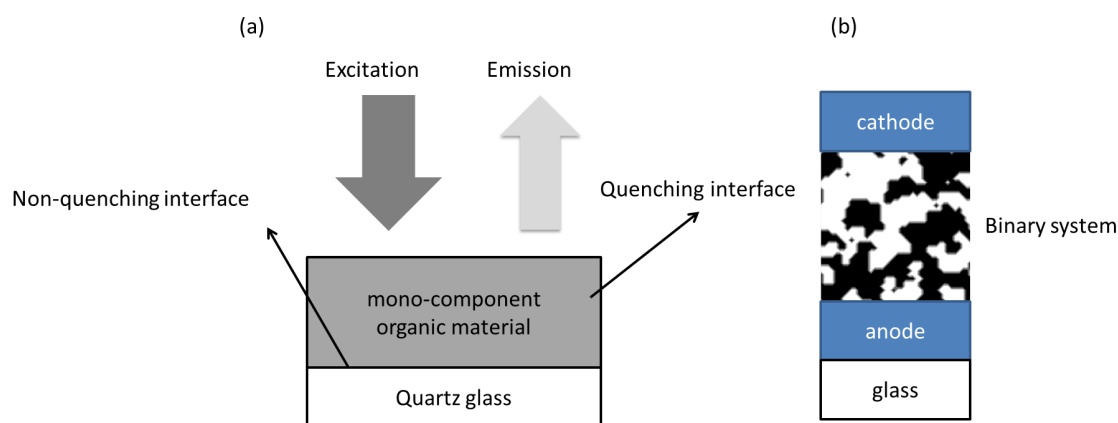 (a)
Excitation
Emission
Non-quenching interface
Quenching interface
mono-component
organic material
Quartz glass
(b)
cathode
Binary system
anode
glass